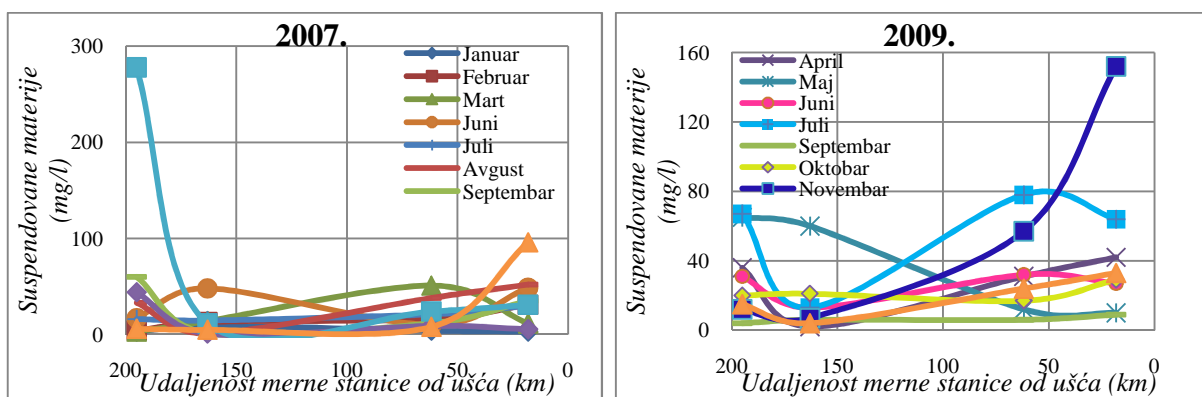 2007.
Suspendovane materije
(mg/l)
300
200
100
0
200
150
100
50
0
Udaljenost merne stanice od ušća (km)
Januar
Februar
Mart
Juni
Juli
Avgust
Septembar
2009.
Suspendovane materije
(mg/l)
160
120
80
40
0
200
150
100
50
0
Udaljenost merne stanice od ušća (km)
April
Maj
Juni
Juli
Septembar
Oktobar
Novembar